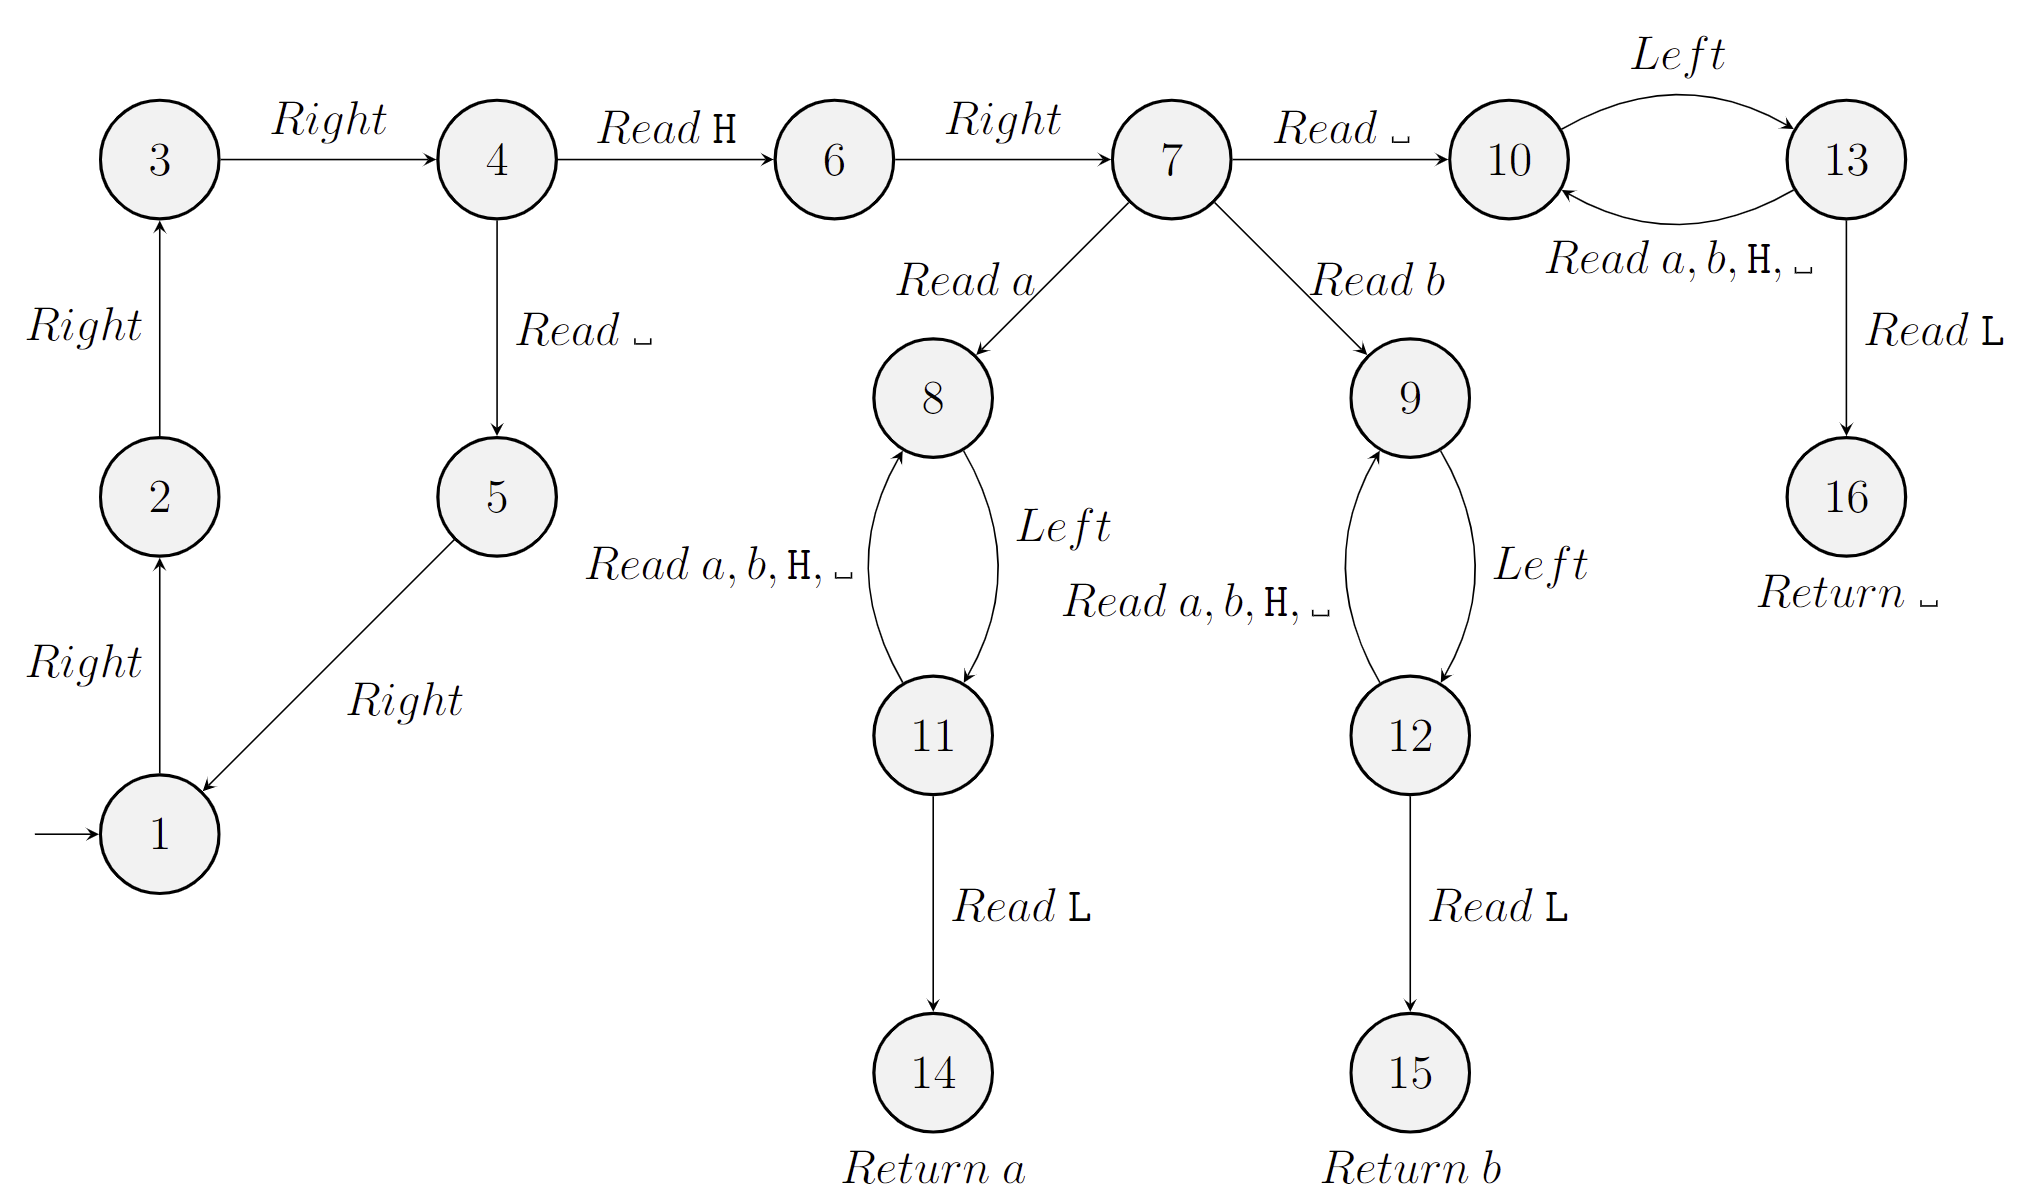 Left
3 Right 4 Read H 6 Right 7 Read ␣ 10 13
Read a, b, H, ␣
Right Read ␣ Read a Read b Read L
8 9
2 5 16
Read a, b, H, ␣ Left Read a, b, H, ␣ Left Return ␣
Right Right
11 12
1
Read L Read L
14 15
Return a Return b